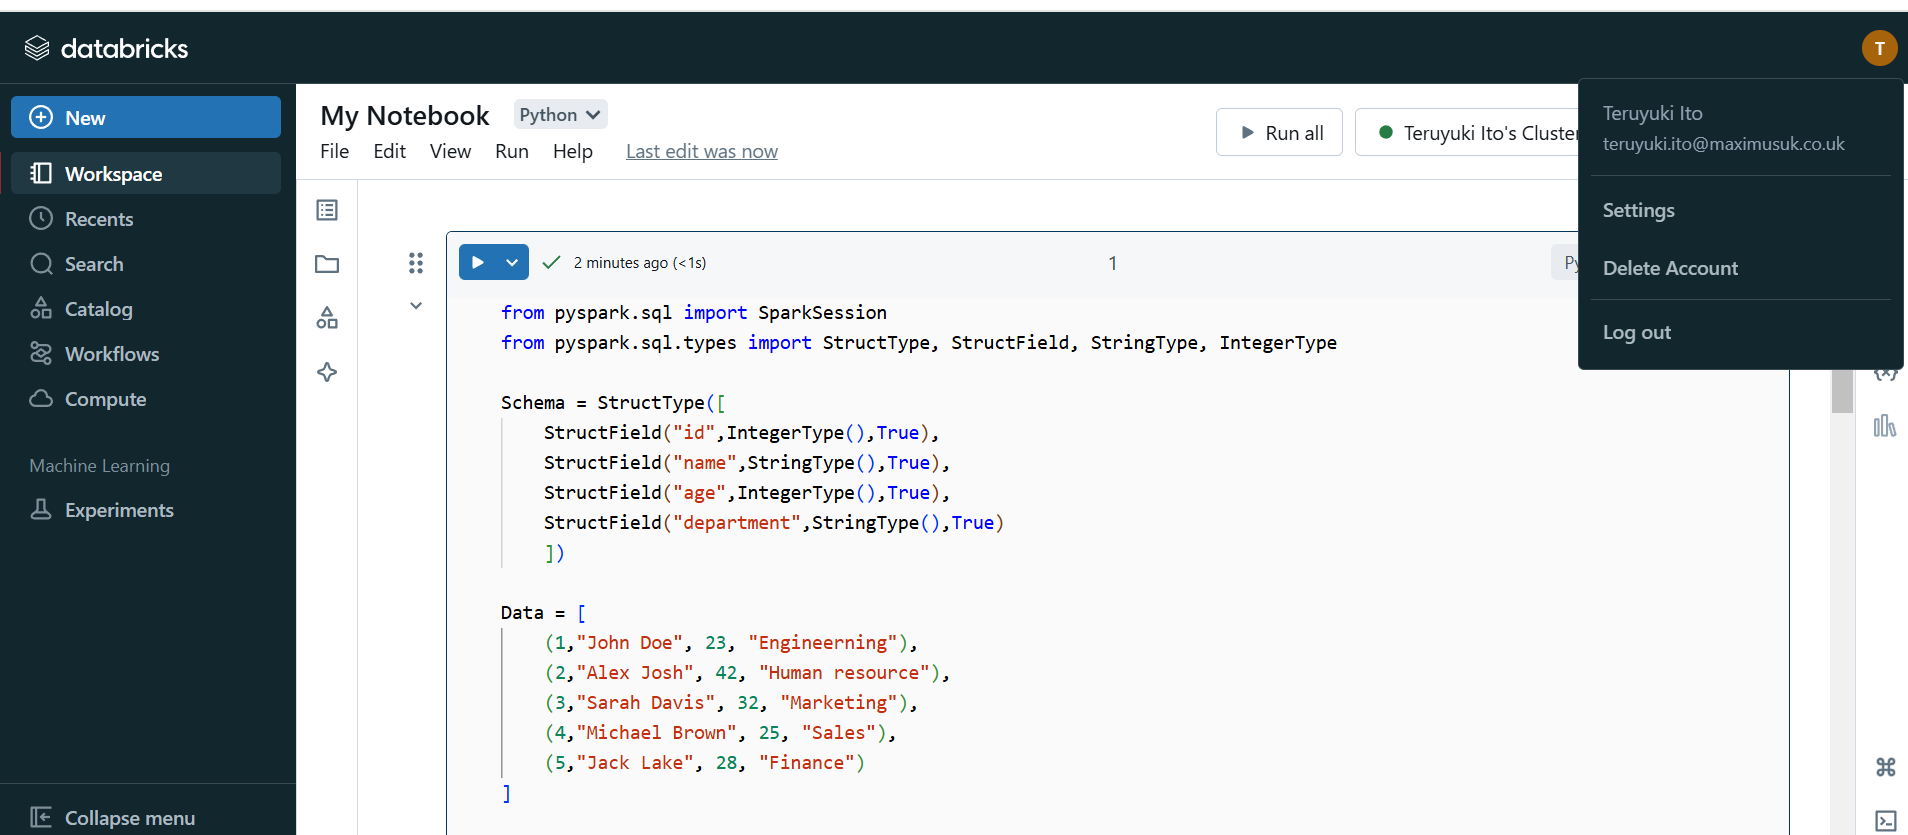 databricks
T
New
Workspace
Recents
Search
Catalog
Workflows
Compute
Machine Learning
Experiments
Collapse menu
My Notebook Python
File Edit View Run Help Last edit was now
Run all Teruyuki Ito's Cluster
Teruyuki Ito
teruyuki.ito@maximusuk.co.uk
Settings
Delete Account
Log out
2 minutes ago (<1s) 1 Py
from pyspark.sql import SparkSession
from pyspark.sql.types import StructType, StructField, StringType, IntegerType
Schema = StructType([
StructField("id",IntegerType(),True),
StructField("name",StringType(),True),
StructField("age",IntegerType(),True),
StructField("department",StringType(),True)
])
Data = [
(1,"John Doe", 23, "Engineerning"),
(2,"Alex Josh", 42, "Human resource"),
(3,"Sarah Davis", 32, "Marketing"),
(4,"Michael Brown", 25, "Sales"),
(5,"Jack Lake", 28, "Finance")
]